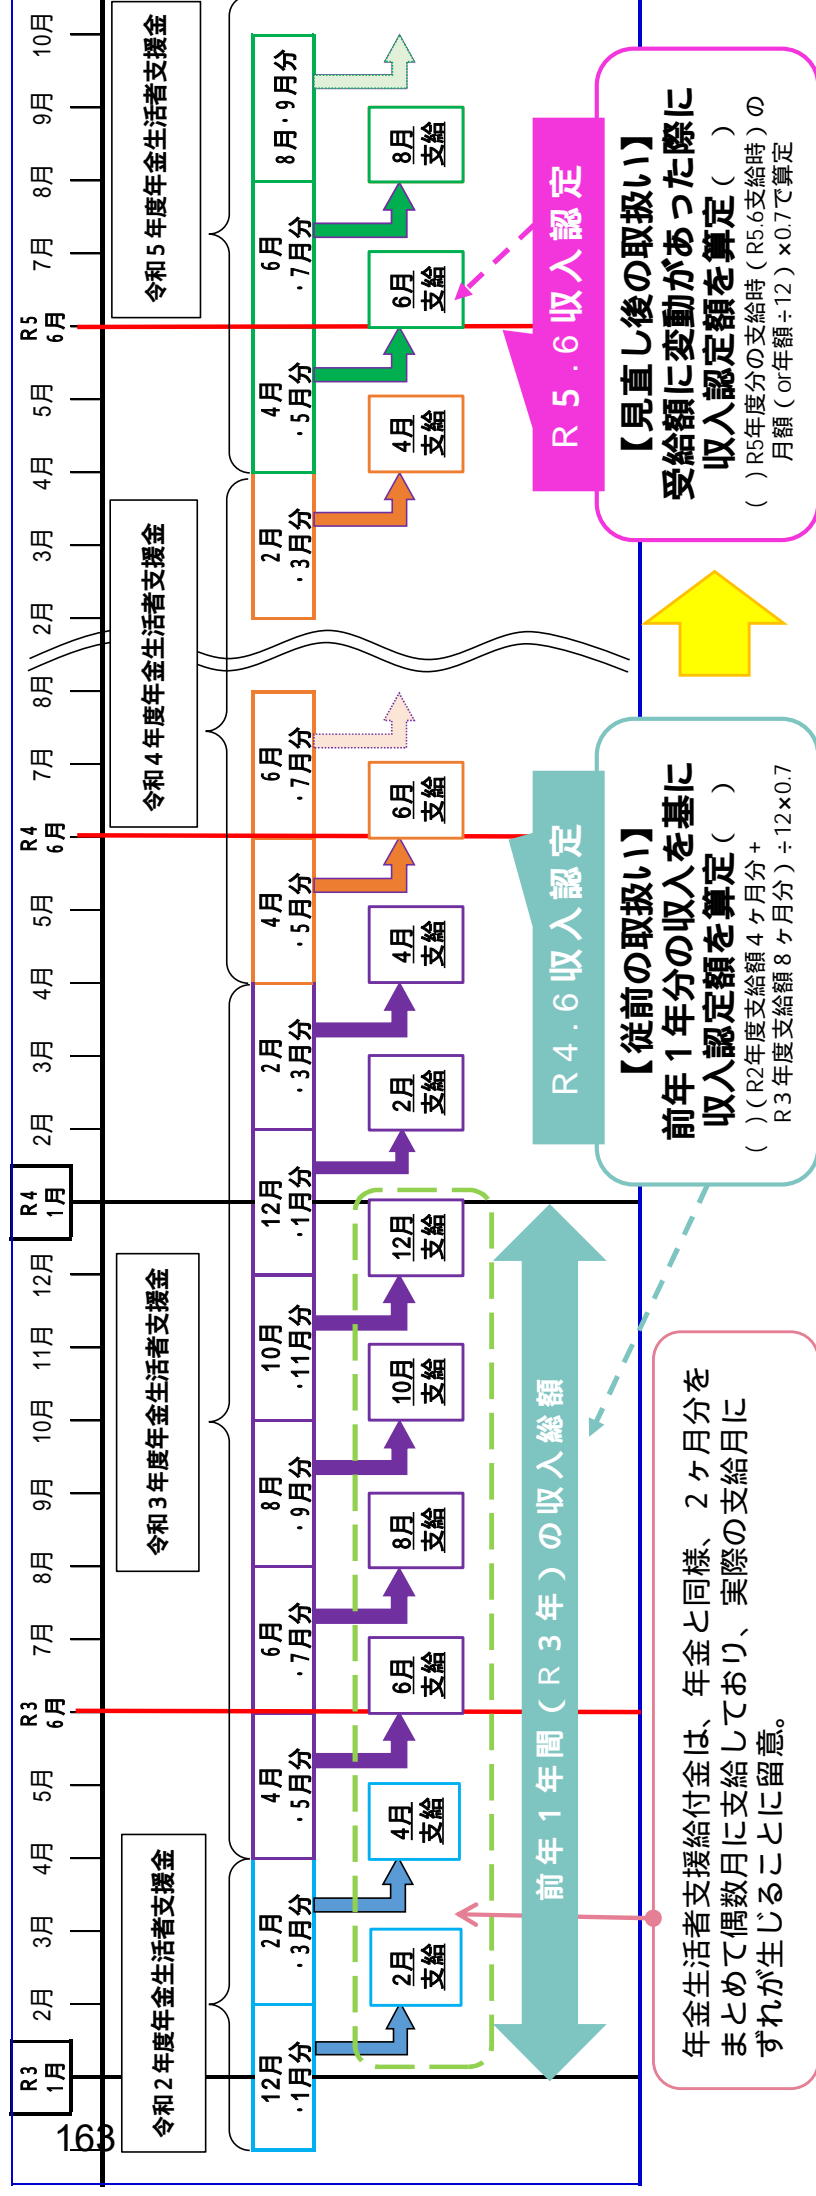 163
R3
1月
2月
3月
4月
5月
R3
6月
7月
8月
9月
10月
11月
12月
R4
1月
2月
3月
4月
5月
R4
6月
7月
8月
2月
3月
4月
5月
R5
6月
7月
8月
9月
10月
令和2年度年金生活者支援金
令和3年度年金生活者支援金
令和4年度年金生活者支援金
令和5年度年金生活者支援金
12月
・1月分
2月
・3月分
4月
・5月分
6月
・7月分
8月
・9月分
10月
・11月分
12月
・1月分
2月
・3月分
4月
・5月分
6月
・7月分
2月
・3月分
4月
・5月分
6月
・7月分
8月・9月分
2月
支給
4月
支給
6月
支給
8月
支給
10月
支給
12月
支給
2月
支給
4月
支給
6月
支給
4月
支給
6月
支給
8月
支給
前年1年間(R3年)の収入総額
R4.6収入認定
R5.6収入認定
年金生活者支援給付金は、年金と同様、2ヶ月分を
まとめて偶数月に支給しており、実際の支給月に
ずれが生じることに留意。
【従前の取扱い】
前年1年分の収入を基に
収入認定額を算定( )
( )(R2年度支給額4ヶ月分+
R3年度支給額8ヶ月分)÷12×0.7
【見直し後の取扱い】
受給額に変動があった際に
収入認定額を算定( )
( )R5年度分の支給時(R5.6支給時)の
月額(or年額÷12)×0.7で算定